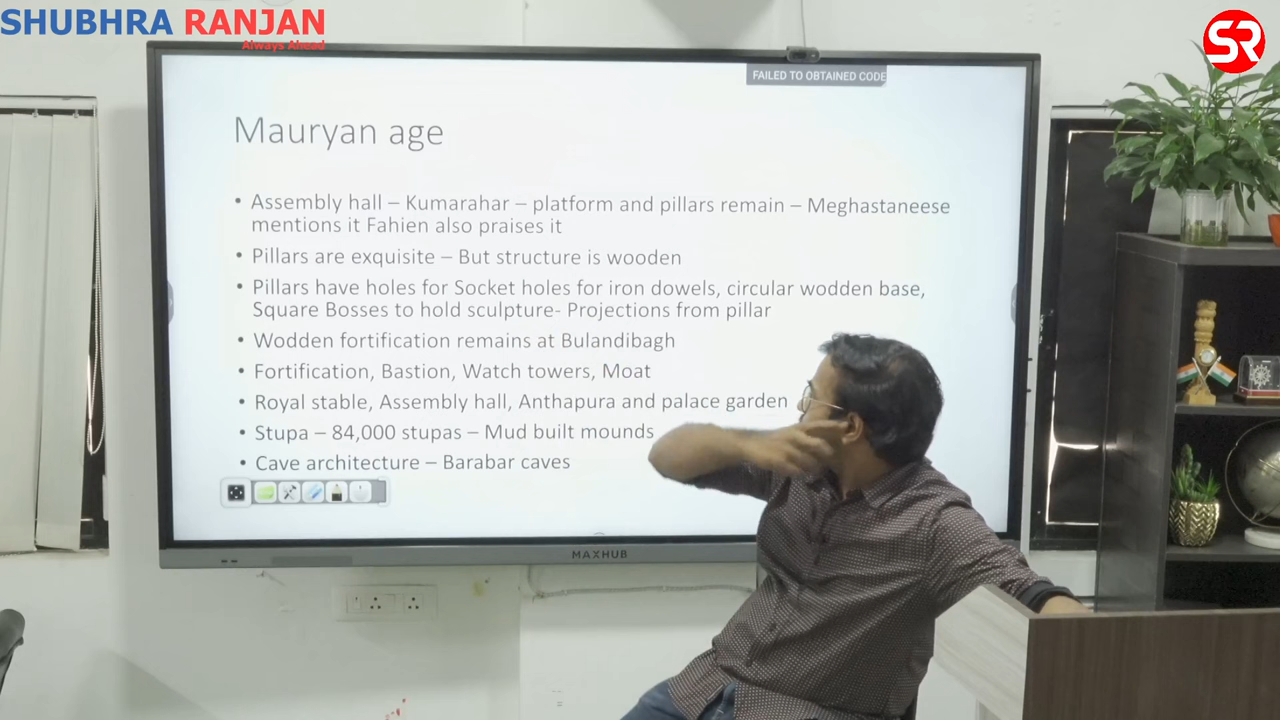 SHUBHRA RANJAN
Always Ahead
SR
FAILED TO OBTAINED CODE
Mauryan age
• Assembly hall – Kumarahar – platform and pillars remain – Meghastaneese
mentions it Fahien also praises it
• Pillars are exquisite – But structure is wooden
• Pillars have holes for Socket holes for iron dowels, circular wodden base,
Square Bosses to hold sculpture- Projections from pillar
• Wodden fortification remains at Bulandibagh
• Fortification, Bastion, Watch towers, Moat
• Royal stable, Assembly hall, Anthapura and palace garden
• Stupa – 84,000 stupas – Mud built mounds
• Cave architecture – Barabar caves
MAXHUB